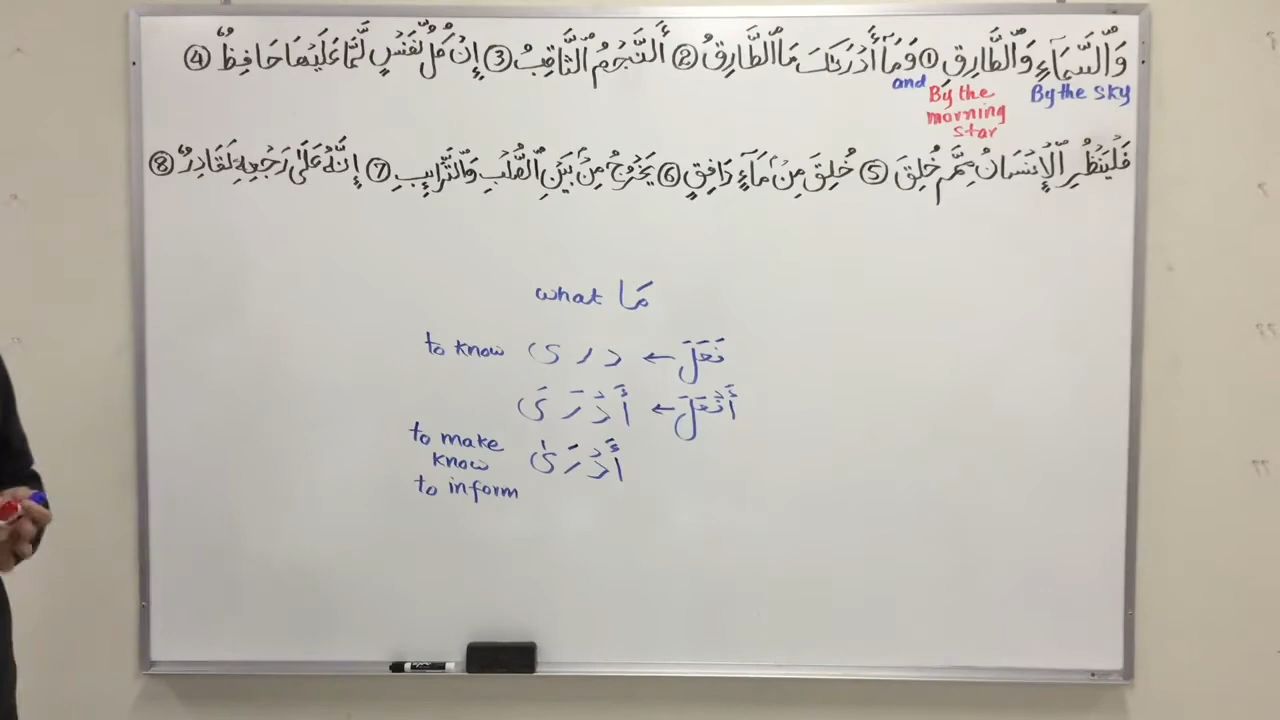 وَٱلسَّمَآءِ وَٱلطَّارِقِ ① وَمَآ أَدْرَىٰكَ مَا ٱلطَّارِقُ ② ٱلنَّجْمُ ٱلثَّاقِبُ ③ إِن كُلُّ نَفْسٍ لَّمَّا عَلَيْهَا حَافِظٌ ④
By the sky
and
By the
morning
star
فَلْيَنظُرِ ٱلْإِنسَانُ مِمَّ خُلِقَ ⑤ خُلِقَ مِن مَّآءٍ دَافِقٍ ⑥ يَخْرُجُ مِنۢ بَيْنِ ٱلصُّلْبِ وَٱلتَّرَآئِبِ ⑦ إِنَّهُۥ عَلَىٰ رَجْعِهِۦ لَقَادِرٌ ⑧
مَا what
فَعَلَ ← د ر ى to know
أَفْعَلَ ← أَ دْ رَ ىَ
أَدْرَىٰ to make
know
to inform